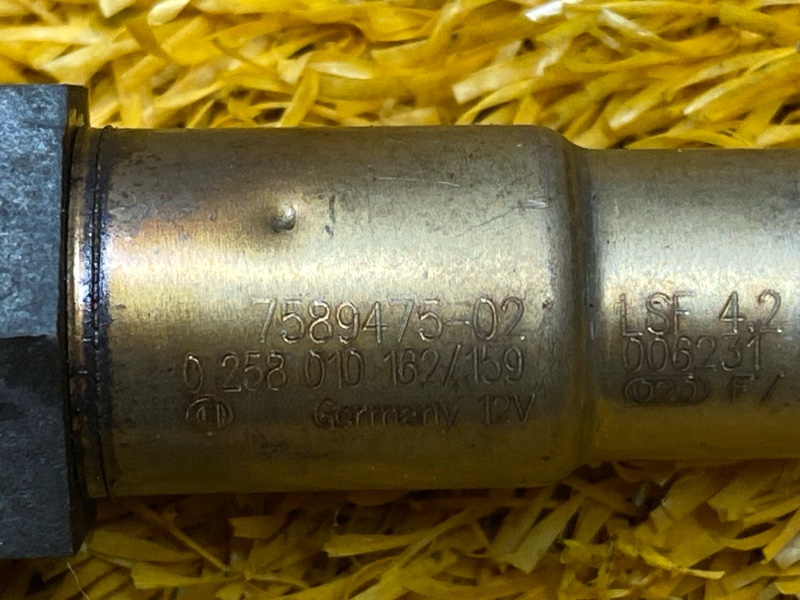 7589475-02
0 258 010 162/159
Germany 12V
LSF 4.2
006231